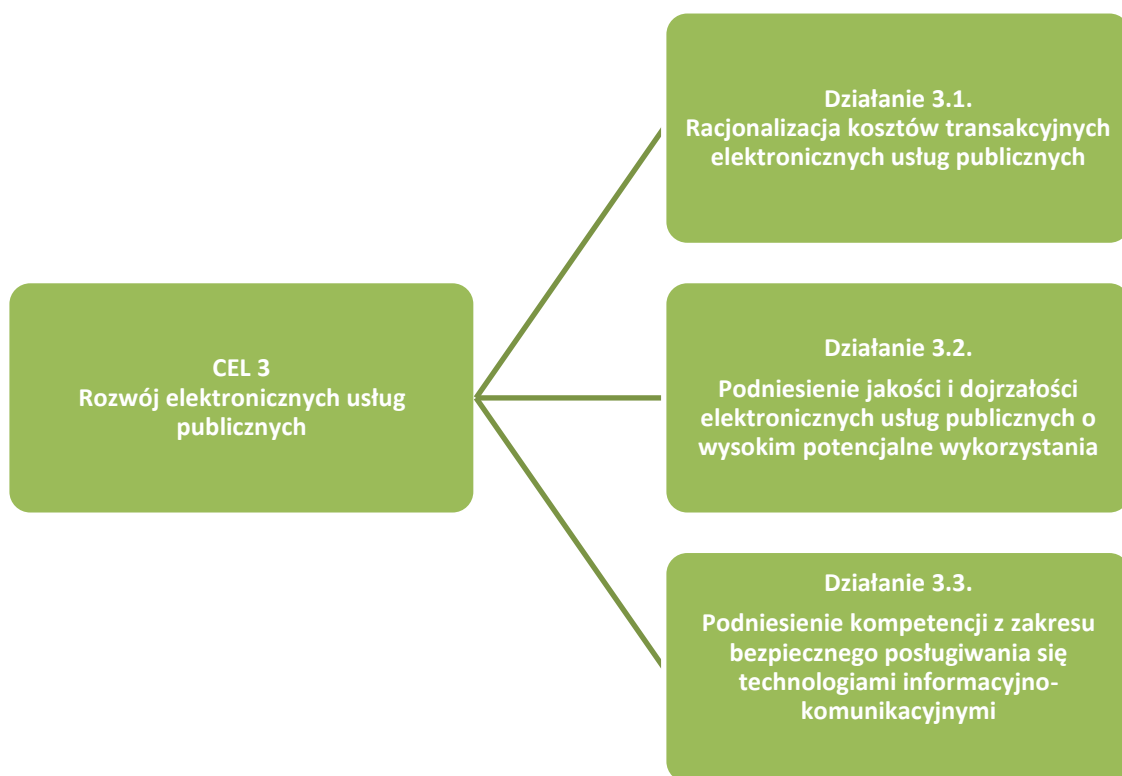 CEL 3
Rozwój elektronicznych usług
publicznych
Działanie 3.1.
Racjonalizacja kosztów transakcyjnych
elektronicznych usług publicznych
Działanie 3.2.
Podniesienie jakości i dojrzałości
elektronicznych usług publicznych o
wysokim potencjalne wykorzystania
Działanie 3.3.
Podniesienie kompetencji z zakresu
bezpiecznego posługiwania się
technologiami informacyjno-
komunikacyjnymi